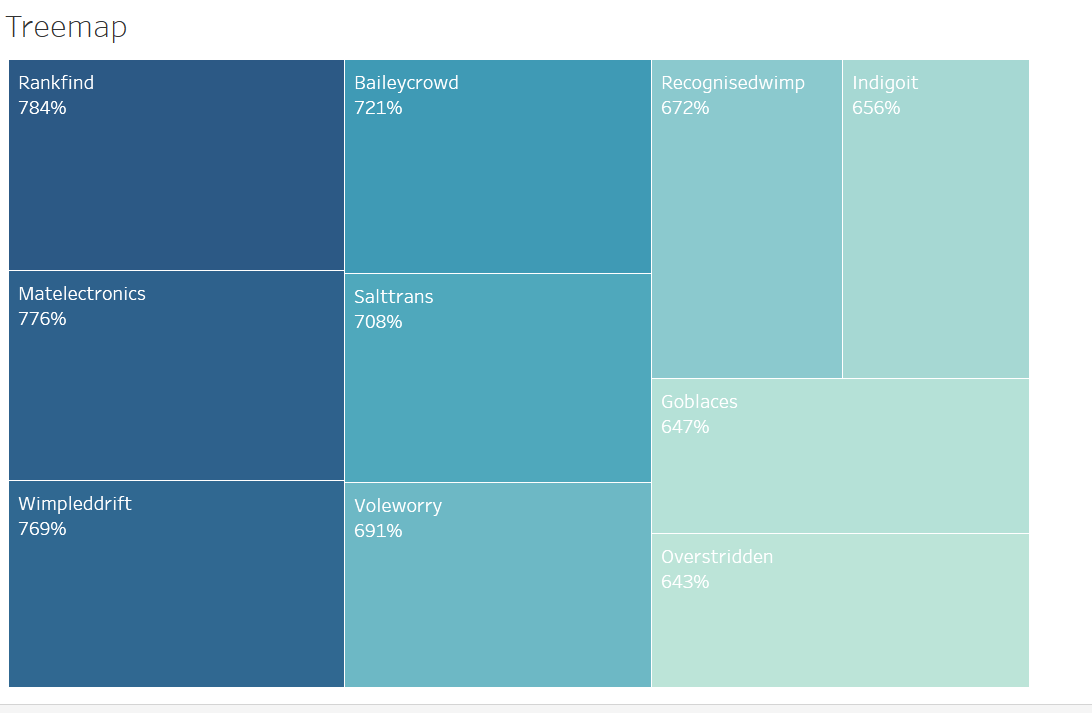 Treemap
Rankfind
784%
Matelectronics
776%
Wimpleddrift
769%
Baileycrowd
721%
Salttrans
708%
Voleworry
691%
Recognisedwimp
672%
Indigoit
656%
Goblaces
647%
Overstridden
643%